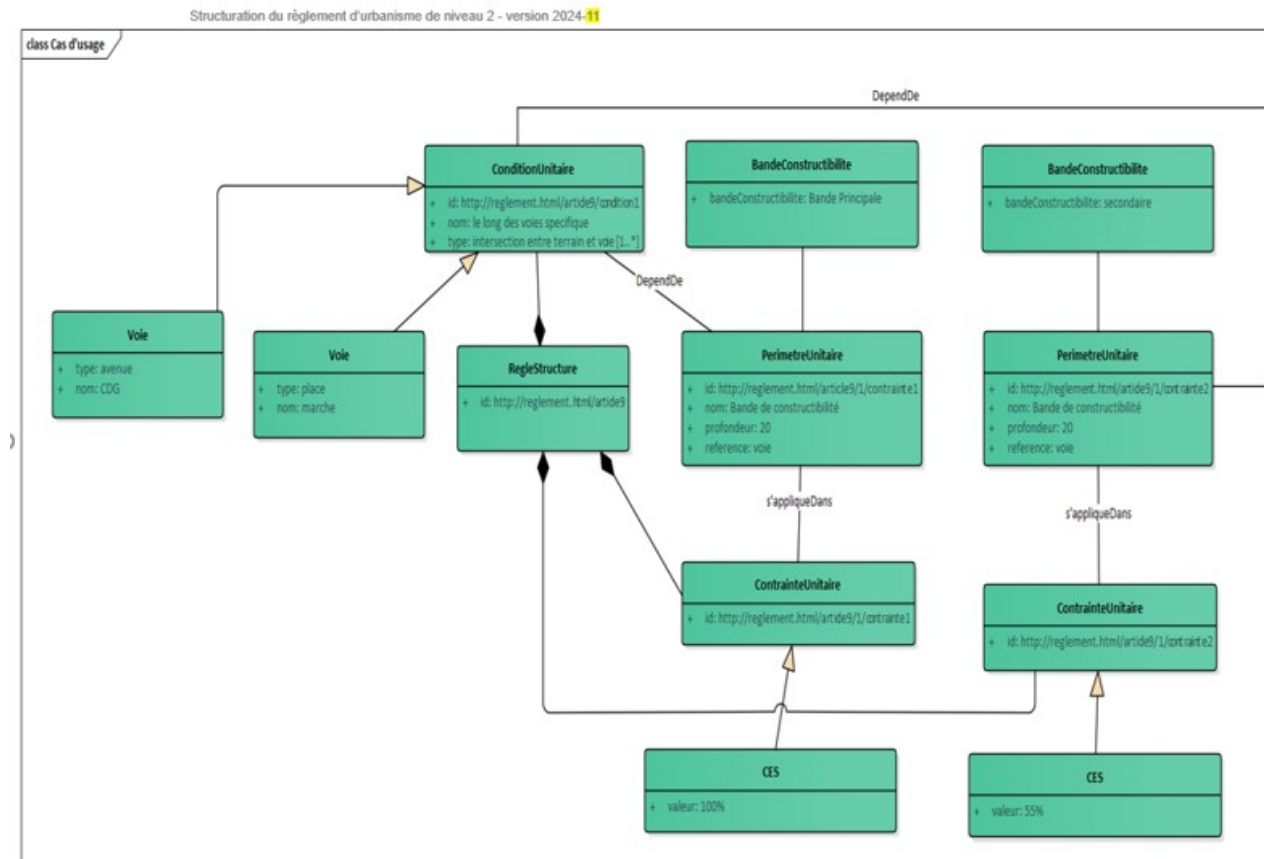 Structuration du règlement d'urbanisme de niveau 2 - version 2024-11
class Cas d'usage
DependDe
ConditionUnitaire
+ id: http://reglement.html/article9/condition1
+ nom: le long des voies specifique
+ type: intersection entre terrain et voie [1...*]
BandeConstructibilite
+ bandeConstructibilite: Bande Principale
BandeConstructibilite
+ bandeConstructibilite: secondaire
DependDe
Voie
+ type: avenue
+ nom: CDG
Voie
+ type: place
+ nom: marche
RegleStructure
+ id: http://reglement.html/article9
PerimetreUnitaire
+ id: http://reglement.html/article9/1/contrainte1
+ nom: Bande de constructibilité
+ profondeur: 20
+ reference: voie
PerimetreUnitaire
+ id: http://reglement.html/article9/1/contrainte2
+ nom: Bande de constructibilité
+ profondeur: 20
+ reference: voie
s'appliqueDans
s'appliqueDans
ContrainteUnitaire
+ id: http://reglement.html/article9/1/contrainte1
ContrainteUnitaire
+ id: http://reglement.html/article9/1/contrainte2
CES
+ valeur: 100%
CES
+ valeur: 55%